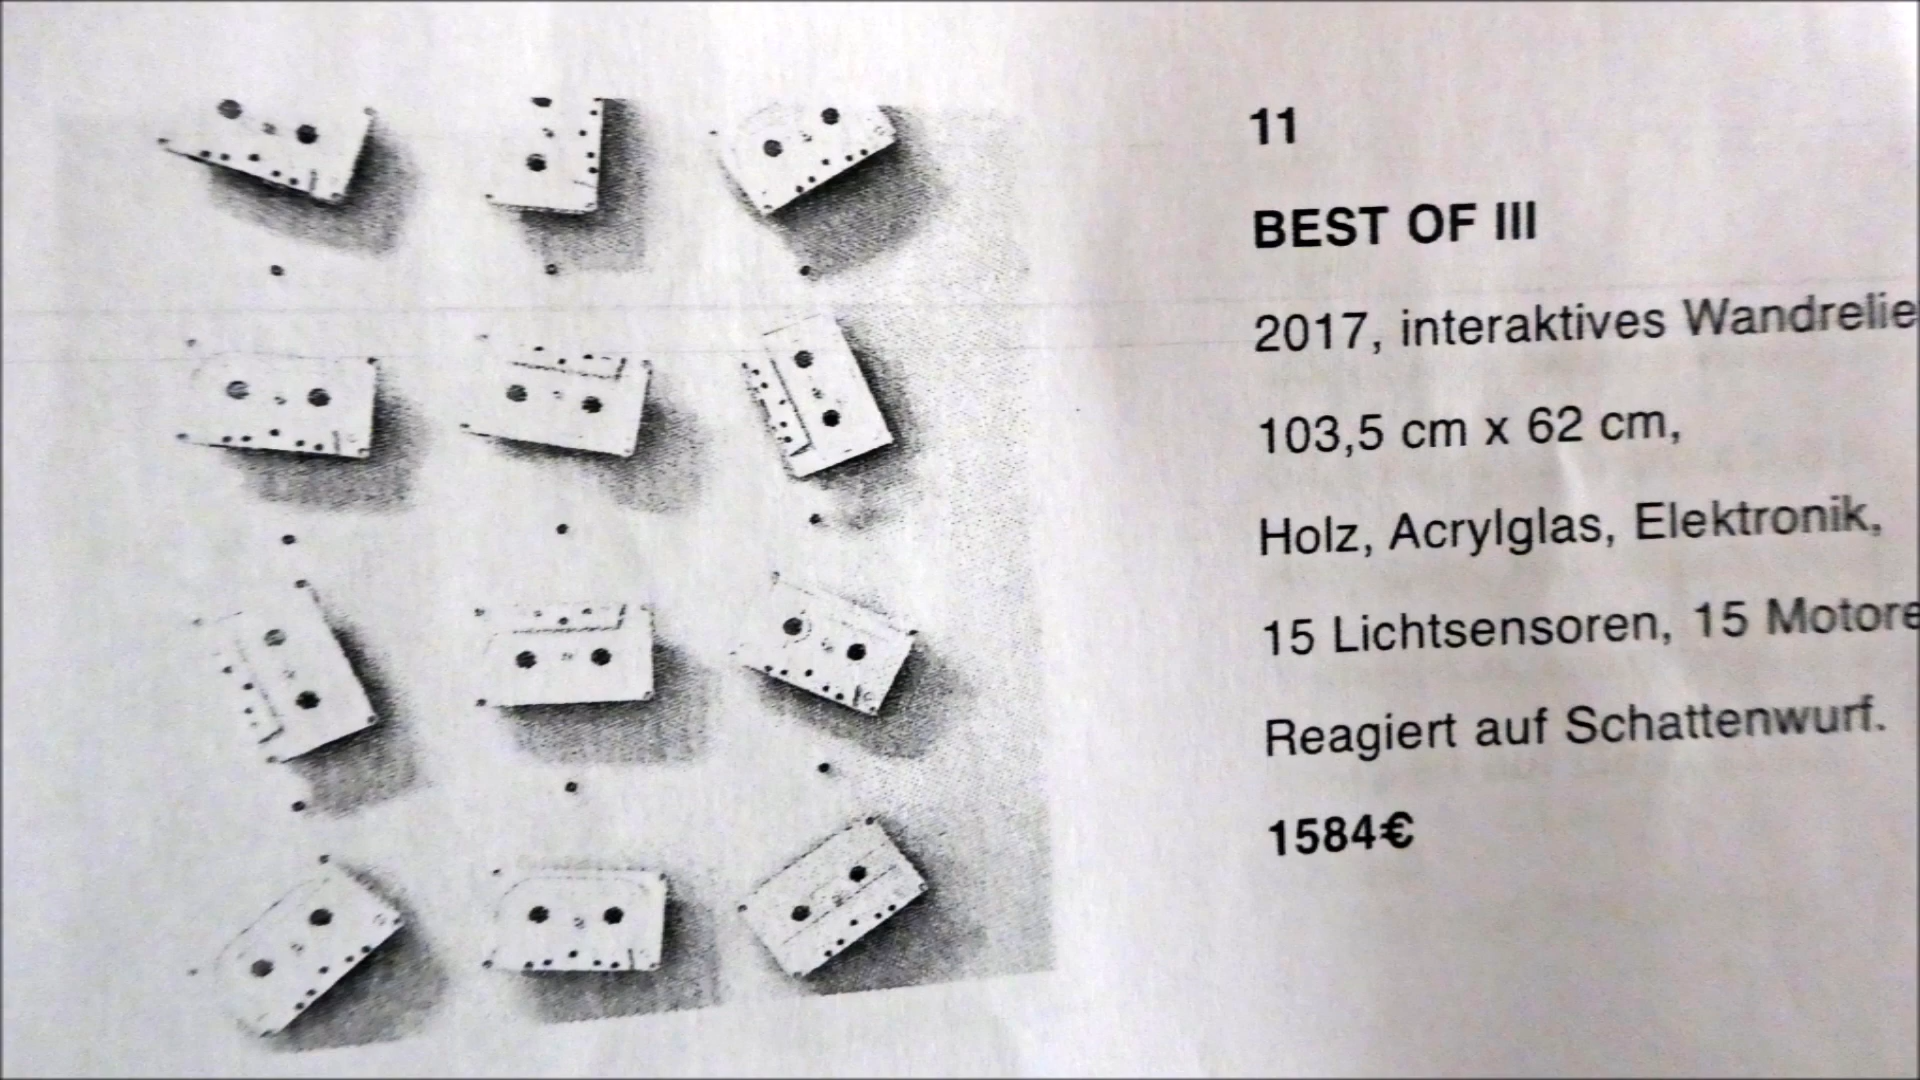 11
BEST OF III
2017, interaktives Wandrelie
103,5 cm x 62 cm,
Holz, Acrylglas, Elektronik,
15 Lichtsensoren, 15 Motore
Reagiert auf Schattenwurf.
1584€